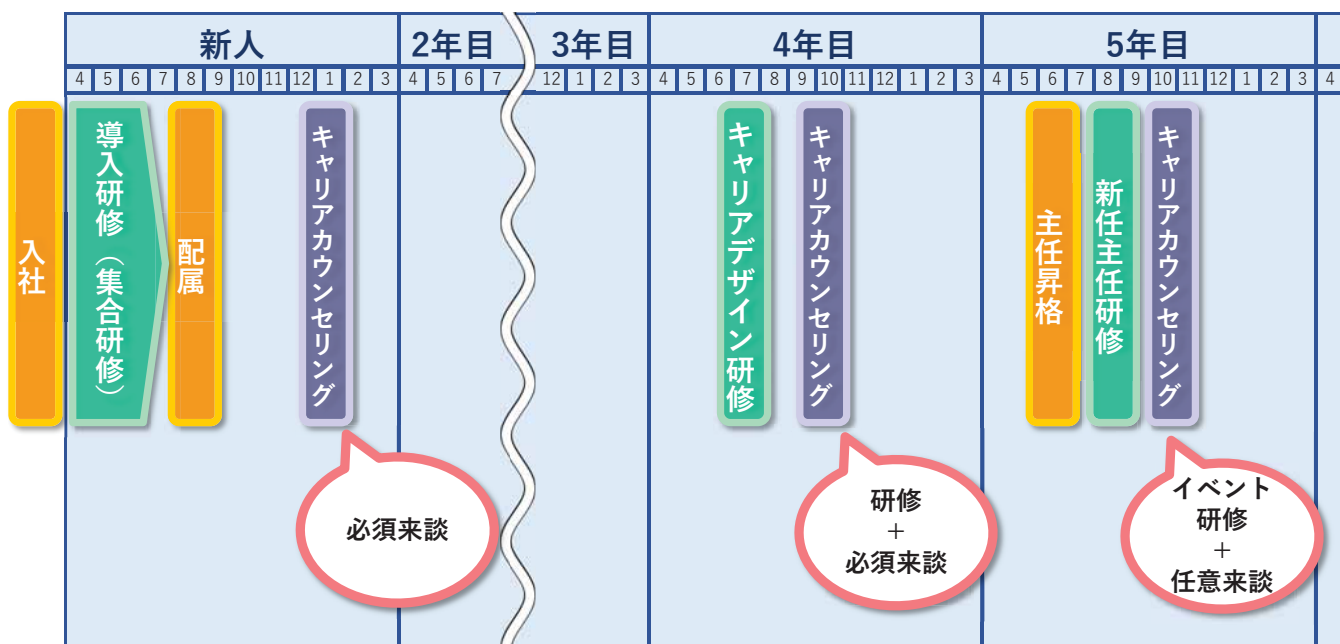 新人 2年目 3年目 4年目 5年目
4 5 6 7 8 9 10 11 12 1 2 3 4 5 6 7 12 1 2 3 4 5 6 7 8 9 10 11 12 1 2 3 4 5 6 7 8 9 10 11 12 1 2 3 4
入社
導入研修（集合研修）
配属
キャリアカウンセリング
キャリアデザイン研修
キャリアカウンセリング
主任昇格
新任主任研修
キャリアカウンセリング
必須来談
研修
+
必須来談
イベント
研修
+
任意来談